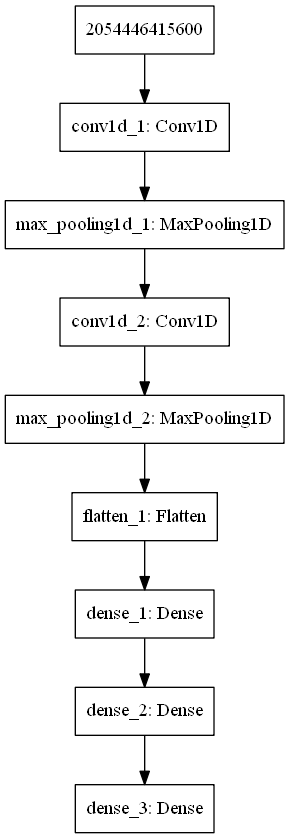 2054446415600
conv1d_1: Conv1D
max_pooling1d_1: MaxPooling1D
conv1d_2: Conv1D
max_pooling1d_2: MaxPooling1D
flatten_1: Flatten
dense_1: Dense
dense_2: Dense
dense_3: Dense